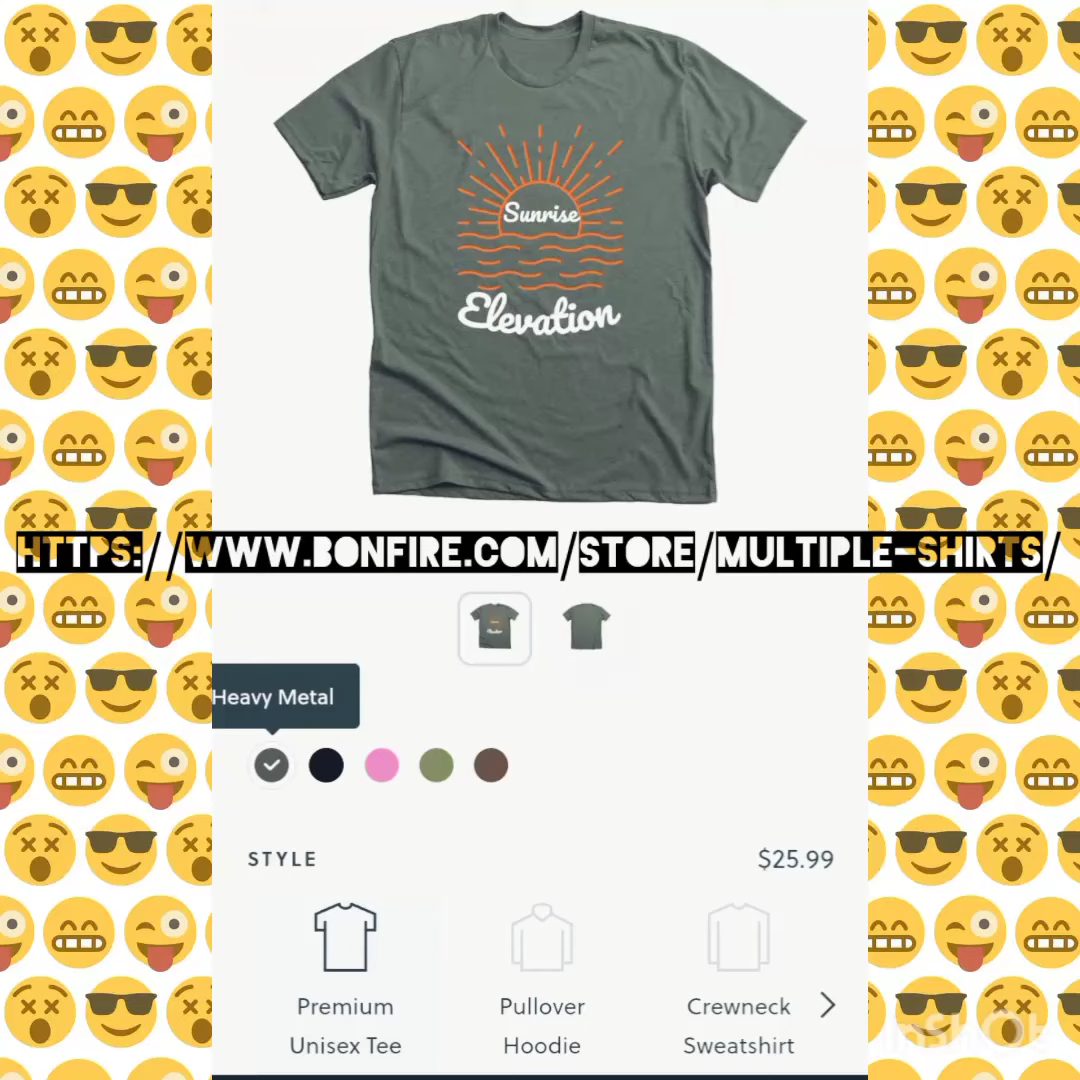 Sunrise
Elevation
HTTPS://WWW.BONFIRE.COM/STORE/MULTIPLE-SHIRTS/
Heavy Metal
STYLE
$25.99
Premium
Unisex Tee
Pullover
Hoodie
Crewneck
Sweatshirt
InShOt